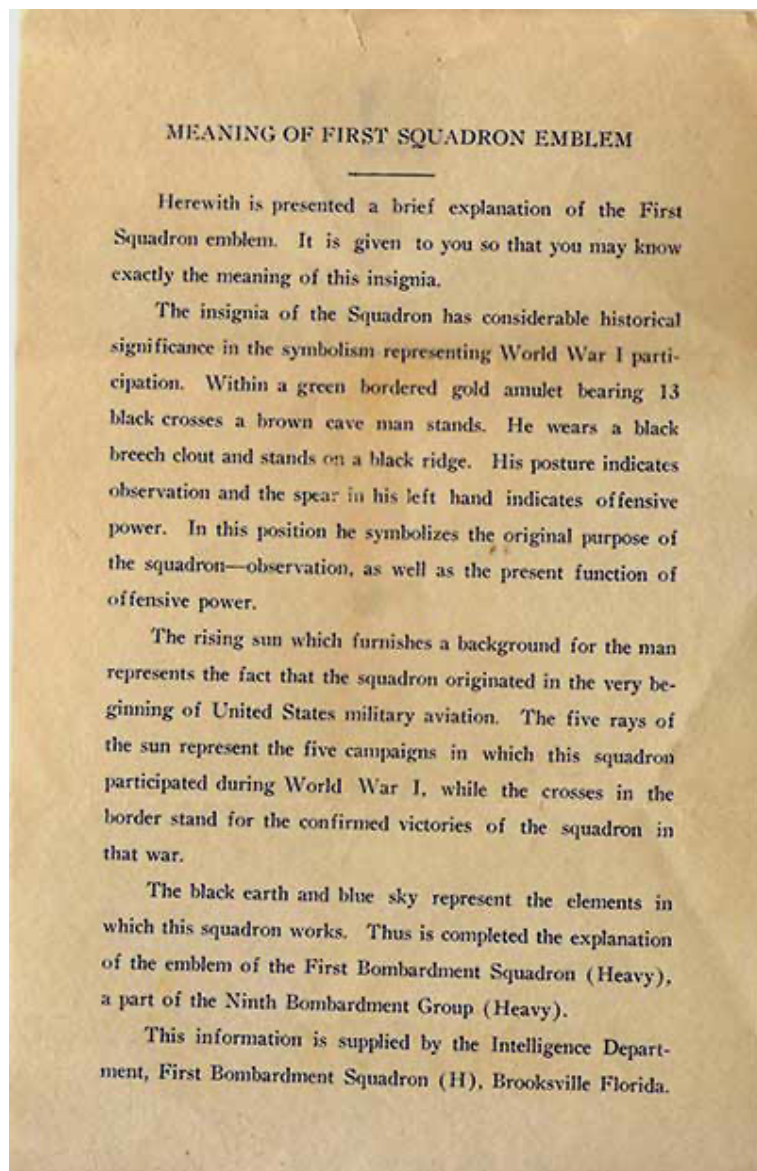 MEANING OF FIRST SQUADRON EMBLEM
Herewith is presented a brief explanation of the First
Squadron emblem. It is given to you so that you may know
exactly the meaning of this insignia.
The insignia of the Squadron has considerable historical
significance in the symbolism representing World War I parti-
cipation. Within a green bordered gold amulet bearing 13
black crosses a brown cave man stands. He wears a black
breech clout and stands on a black ridge. His posture indicates
observation and the spear in his left hand indicates offensive
power. In this position he symbolizes the original purpose of
the squadron—observation, as well as the present function of
offensive power.
The rising sun which furnishes a background for the man
represents the fact that the squadron originated in the very be-
ginning of United States military aviation. The five rays of
the sun represent the five campaigns in which this squadron
participated during World War I, while the crosses in the
border stand for the confirmed victories of the squadron in
that war.
The black earth and blue sky represent the elements in
which this squadron works. Thus is completed the explanation
of the emblem of the First Bombardment Squadron (Heavy),
a part of the Ninth Bombardment Group (Heavy).
This information is supplied by the Intelligence Depart-
ment, First Bombardment Squadron (H), Brooksville Florida.